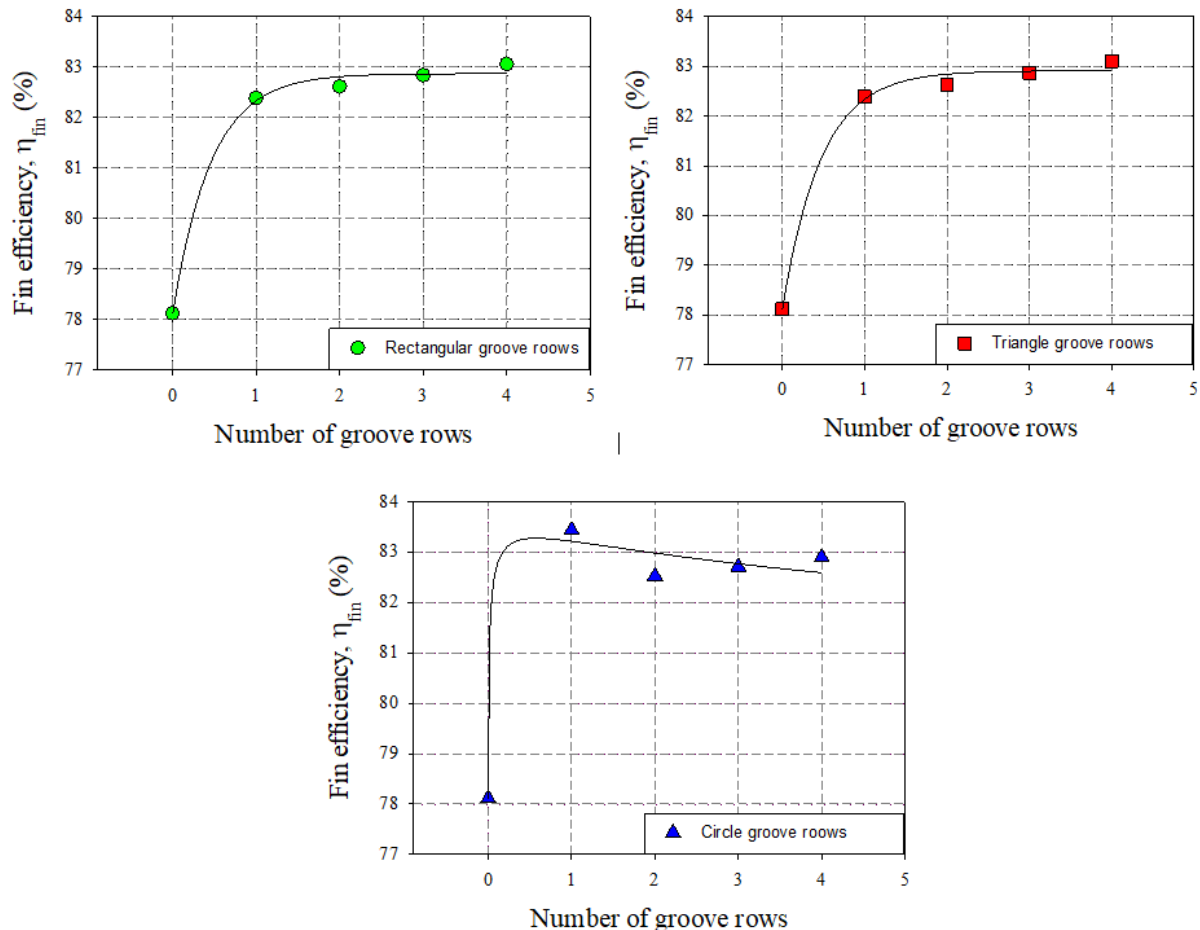 Fin efficiency, η_fin (%)
84
83
82
81
80
79
78
77
0 1 2 3 4 5
Rectangular groove roows
Number of groove rows
Fin efficiency, η_fin (%)
84
83
82
81
80
79
78
77
0 1 2 3 4 5
Triangle groove roows
Number of groove rows
Fin efficiency, η_fin (%)
84
83
82
81
80
79
78
77
0 1 2 3 4 5
Circle groove roows
Number of groove rows